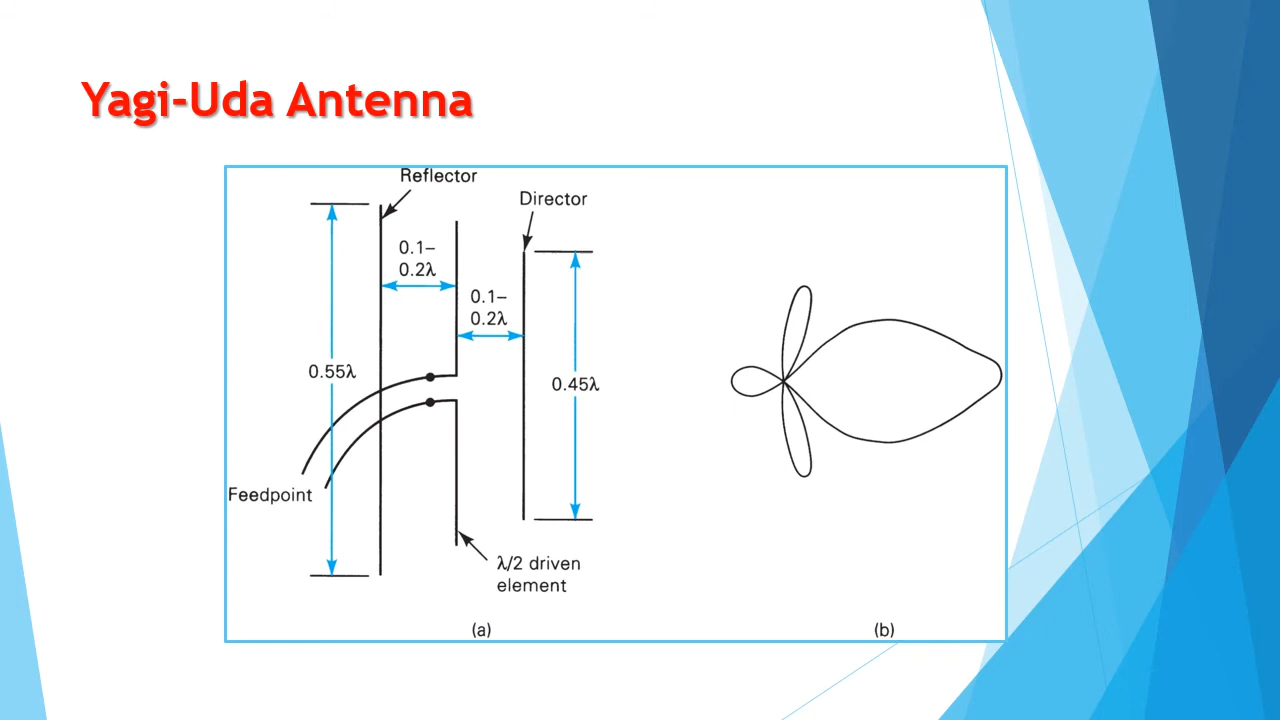 Yagi-Uda Antenna
Reflector
Director
0.1–
0.2λ
0.1–
0.2λ
0.55λ
0.45λ
Feedpoint
λ/2 driven
element
(a)
(b)